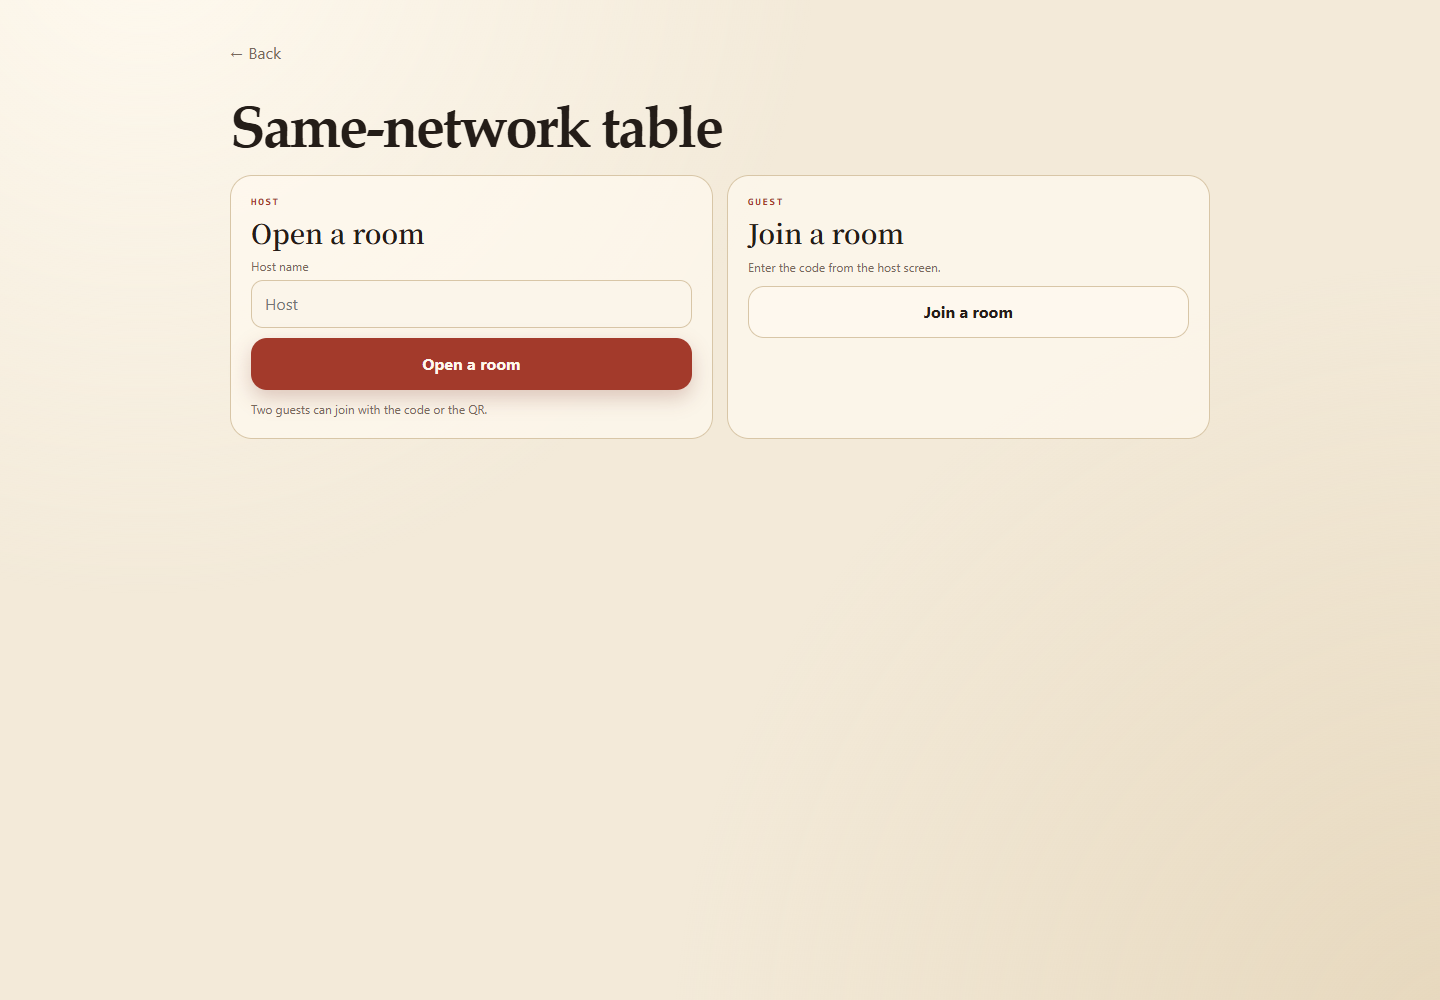 ← Back
Same-network table
HOST
Open a room
Host name
Host
Open a room
Two guests can join with the code or the QR.
GUEST
Join a room
Enter the code from the host screen.
Join a room